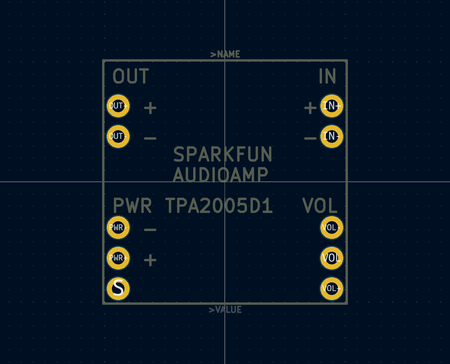 >NAME
OUT IN
OUT+ + + IN+
OUT- - - IN-
SPARKFUN
AUDIOAMP
PWR TPA2005D1 VOL
PWR- - VOL-
PWR+ + VOL
S VOL+
>VALUE